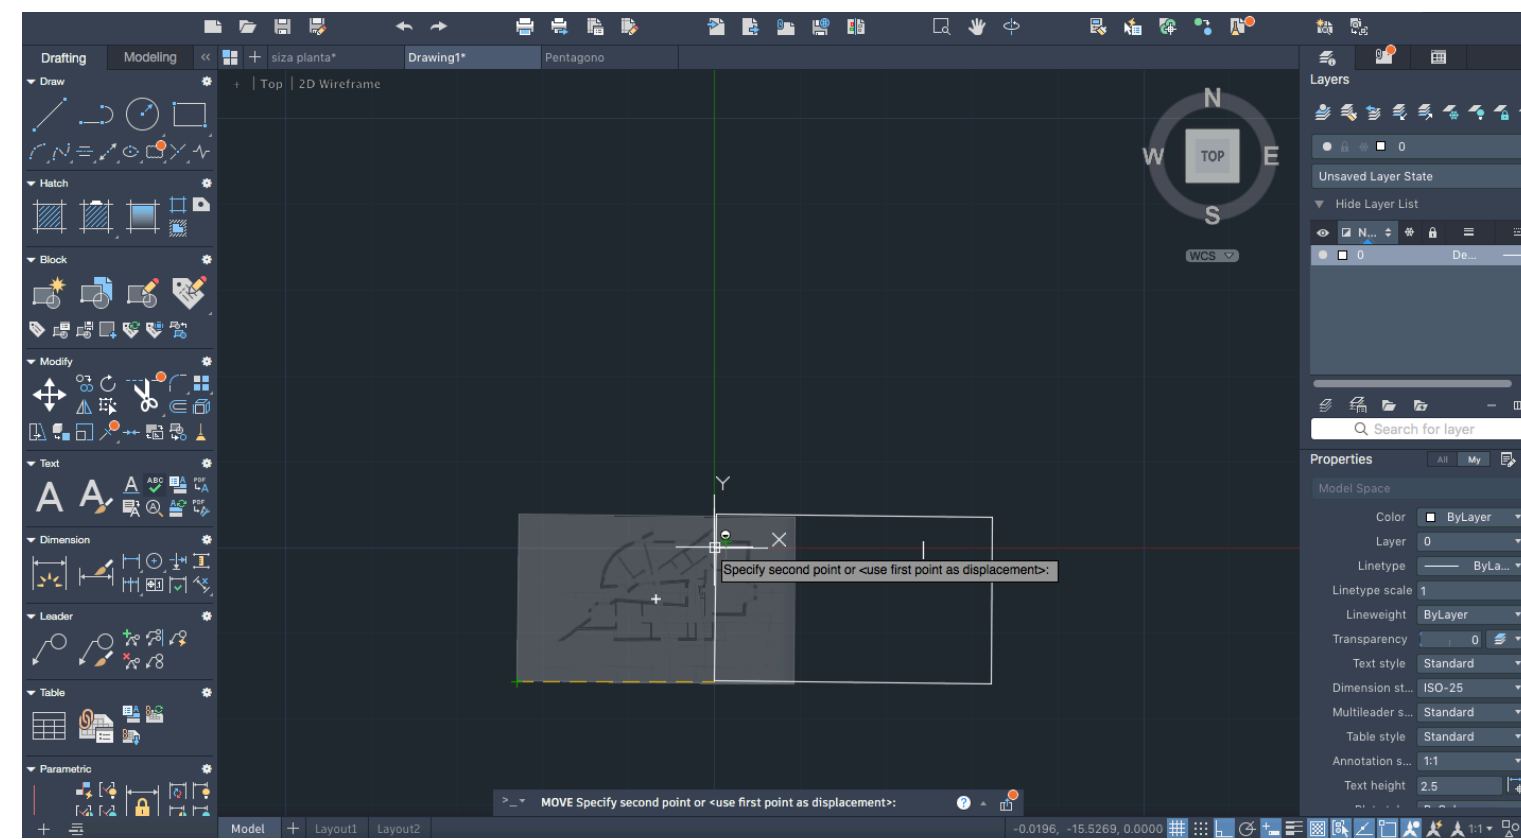 Drafting
Modeling
siza planta*
Drawing1*
Pentagono
+ | Top | 2D Wireframe
Draw
Hatch
Block
Modify
Text
Dimension
Leader
Table
Parametric
N
W
TOP
E
S
WCS
Y
X
Specify second point or <use first point as displacement>:
>_ MOVE Specify second point or <use first point as displacement>:
Model
Layout1
Layout2
-0.0196, -15.5269, 0.0000
1:1
Layers
0
Unsaved Layer State
Hide Layer List
N...
0 De...
Search for layer
Properties
All My
Model Space
Color ByLayer
Layer 0
Linetype ByLa...
Linetype scale 1
Lineweight ByLayer
Transparency 0
Text style Standard
Dimension st... ISO-25
Multileader s... Standard
Table style Standard
Annotation s... 1:1
Text height 2.5